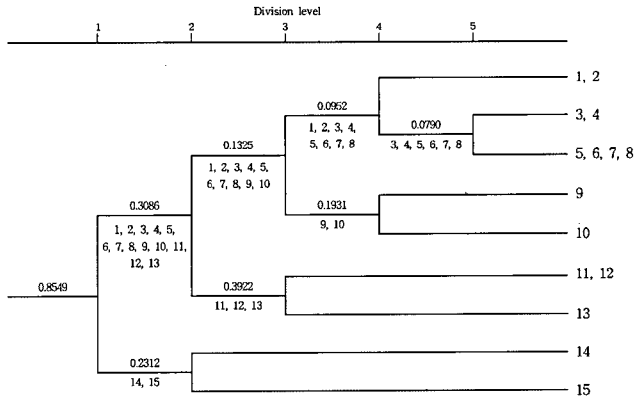 Division level
1 2 3 4 5
1, 2
0.0952
1, 2, 3, 4,
5, 6, 7, 8
3, 4
0.0790
3, 4, 5, 6, 7, 8
5, 6, 7, 8
0.1325
1, 2, 3, 4, 5,
6, 7, 8, 9, 10
9
0.1931
9, 10
10
0.3086
1, 2, 3, 4, 5,
6, 7, 8, 9, 10, 11,
12, 13
11, 12
0.3922
11, 12, 13
13
0.8549
14
0.2312
14, 15
15